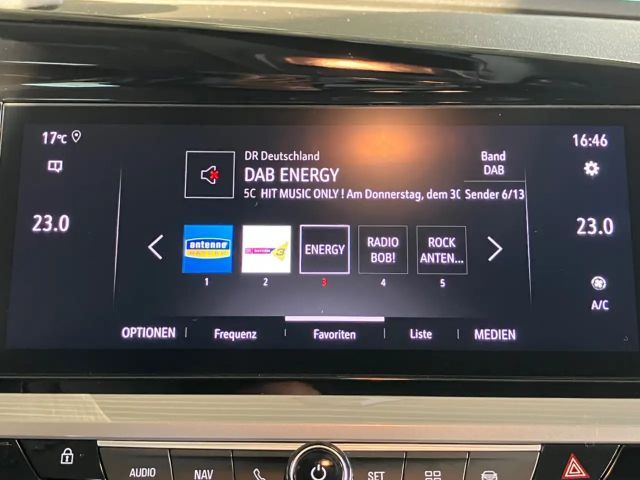 17°C
16:46
DR Deutschland
DAB ENERGY
Band
DAB
5C HIT MUSIC ONLY ! Am Donnerstag, dem 30 Sender 6/13
23.0
23.0
antenne
ENERGY
RADIO BOB!
ROCK ANTEN...
1 2 3 4 5
A/C
OPTIONEN Frequenz Favoriten Liste MEDIEN
AUDIO NAV SET